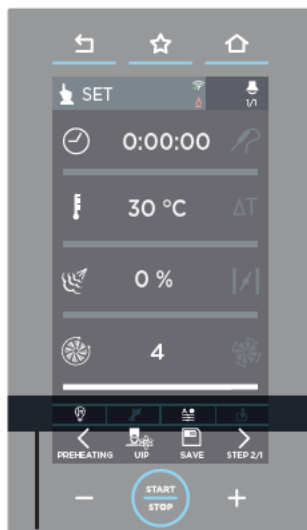 SET
1/1
0:00:00
30 °C
ΔT
0 %
4
PREHEATING UIP SAVE STEP 2/1
START
STOP